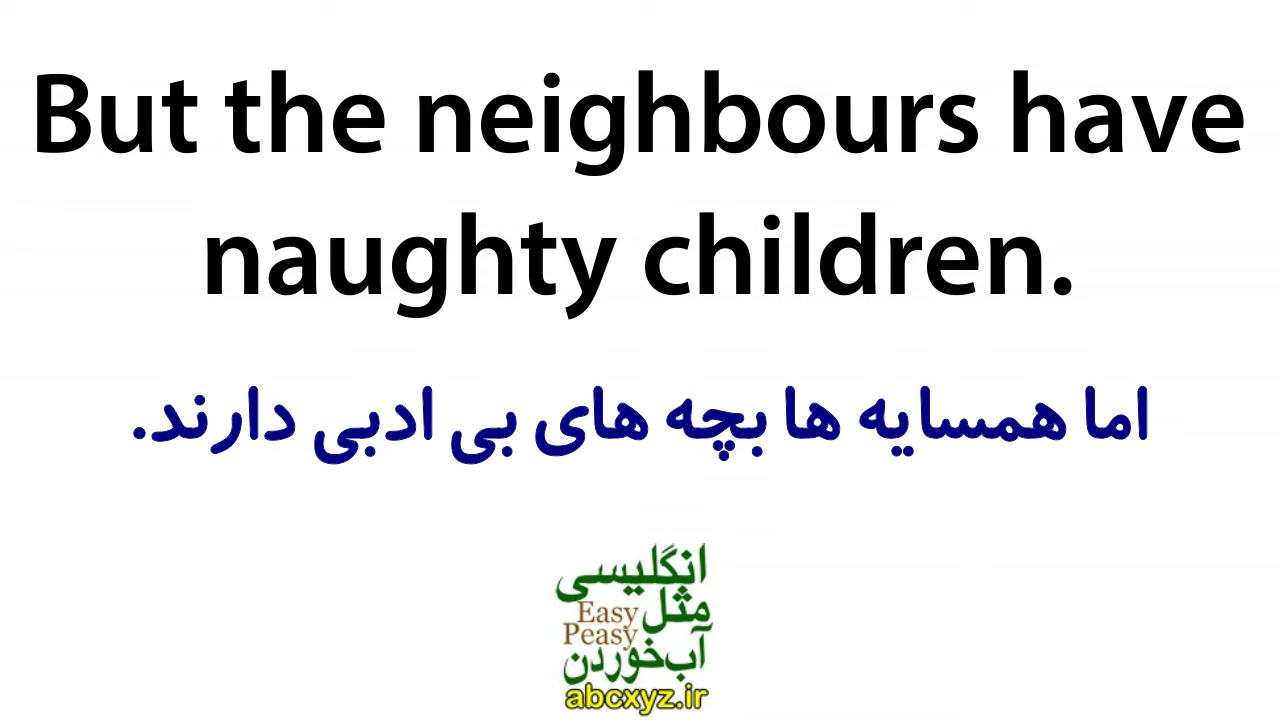 But the neighbours have
naughty children.
اما همسایه ها بچه های بی ادبی دارند.
انگلیسی
مثل
Easy
Peasy
آب خوردن
abcxyz.ir